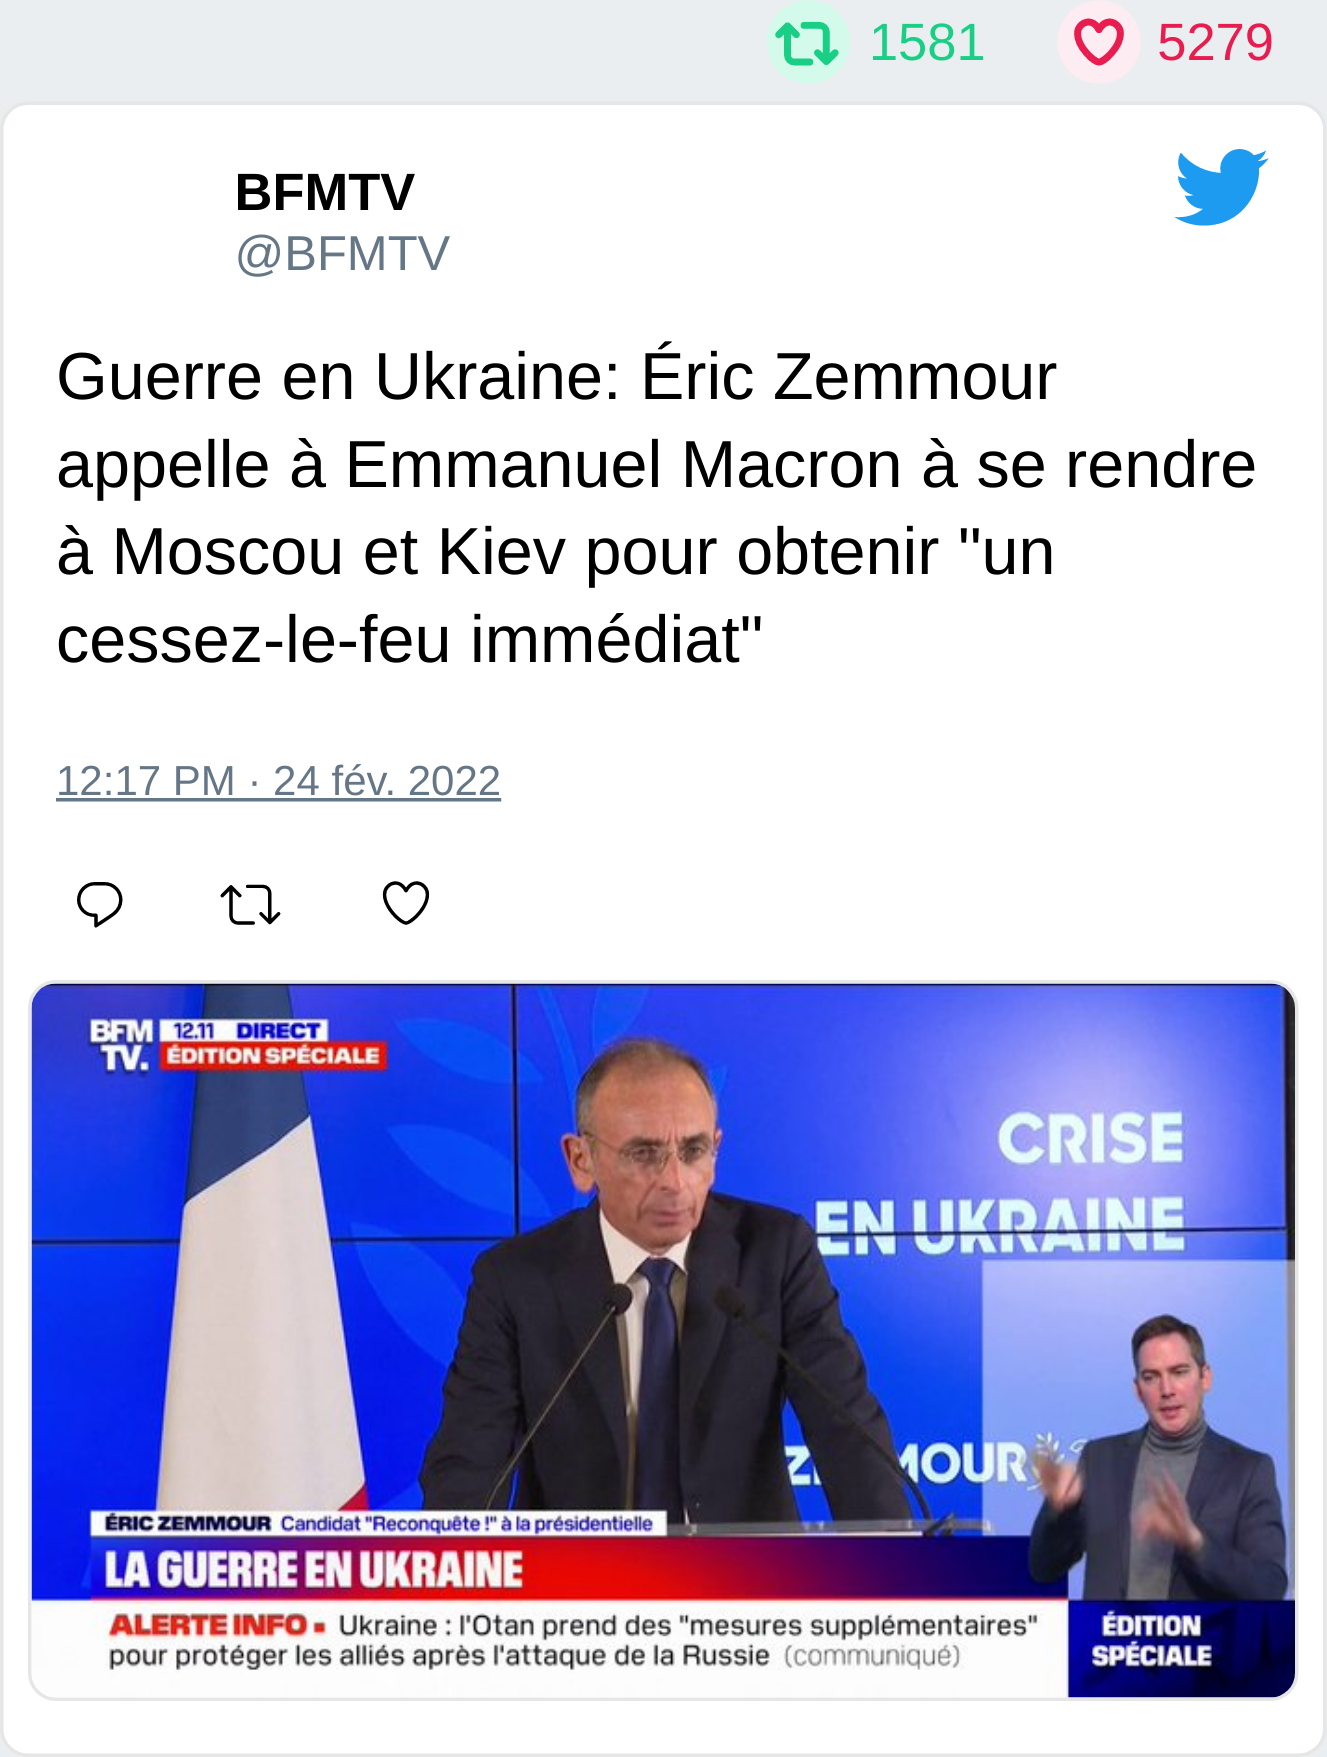 1581 5279
BFMTV
@BFMTV
Guerre en Ukraine: Éric Zemmour
appelle à Emmanuel Macron à se rendre
à Moscou et Kiev pour obtenir "un
cessez-le-feu immédiat"
12:17 PM · 24 fév. 2022
BFM 12.11 DIRECT
TV. ÉDITION SPÉCIALE
CRISE
EN UKRAINE
ÉRIC ZEMMOUR Candidat "Reconquête !" à la présidentielle
LA GUERRE EN UKRAINE
ALERTE INFO ▪ Ukraine : l'Otan prend des "mesures supplémentaires"
pour protéger les alliés après l'attaque de la Russie (communiqué)
ÉDITION
SPÉCIALE